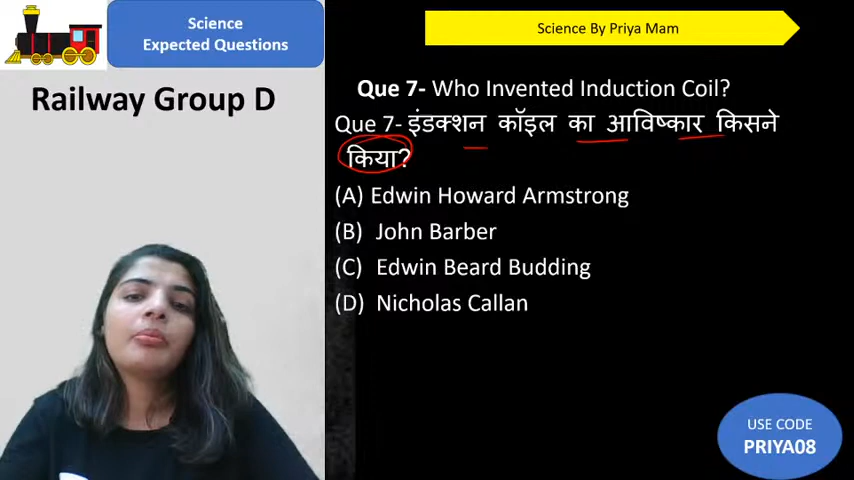 Science
Expected Questions
Science By Priya Mam
Railway Group D
Que 7- Who Invented Induction Coil?
Que 7- इंडक्शन कॉइल का आविष्कार किसने
किया?
(A) Edwin Howard Armstrong
(B) John Barber
(C) Edwin Beard Budding
(D) Nicholas Callan
USE CODE
PRIYA08